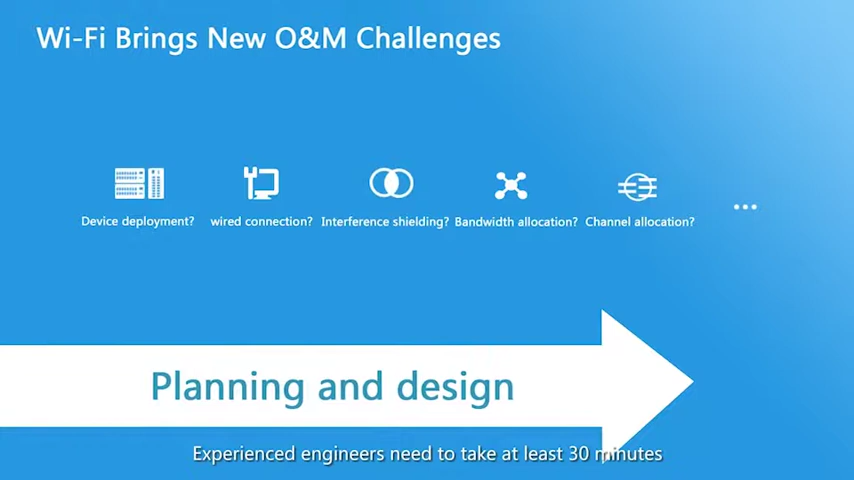 Wi-Fi Brings New O&M Challenges
Device deployment? wired connection? Interference shielding? Bandwidth allocation? Channel allocation?
...
Planning and design
Experienced engineers need to take at least 30 minutes